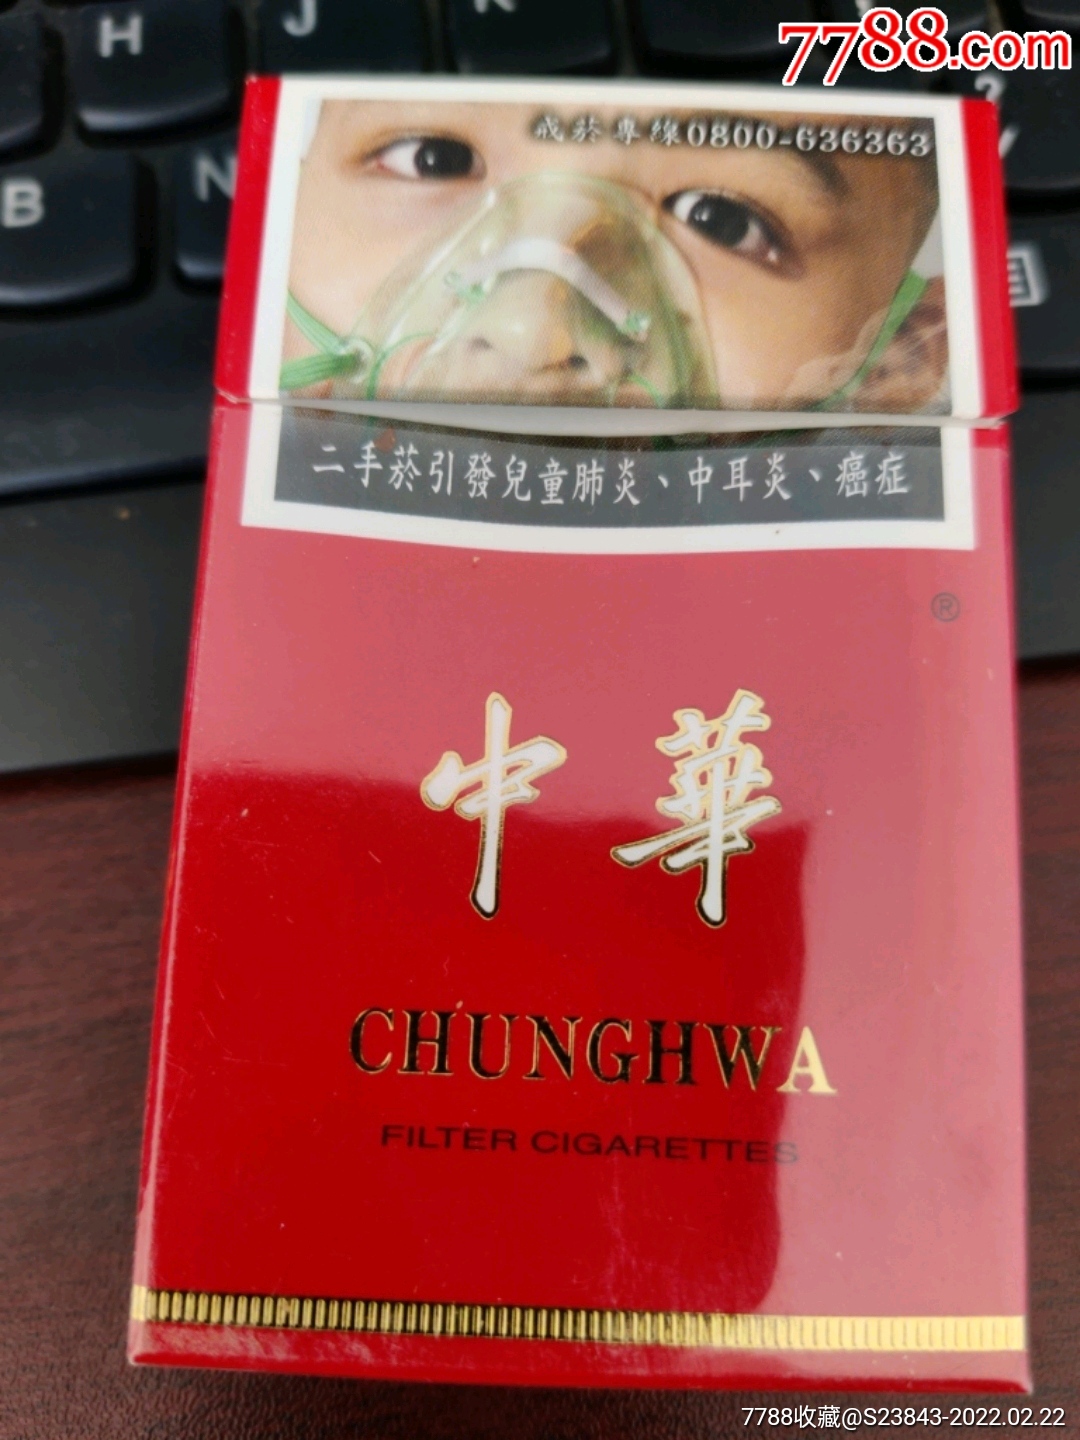 7788.com
H
J
K
B
N
戒菸專線0800-636363
二手菸引發兒童肺炎、中耳炎、癌症
®
中華
CHUNGHWA
FILTER CIGARETTES
7788收藏@S23843-2022.02.22